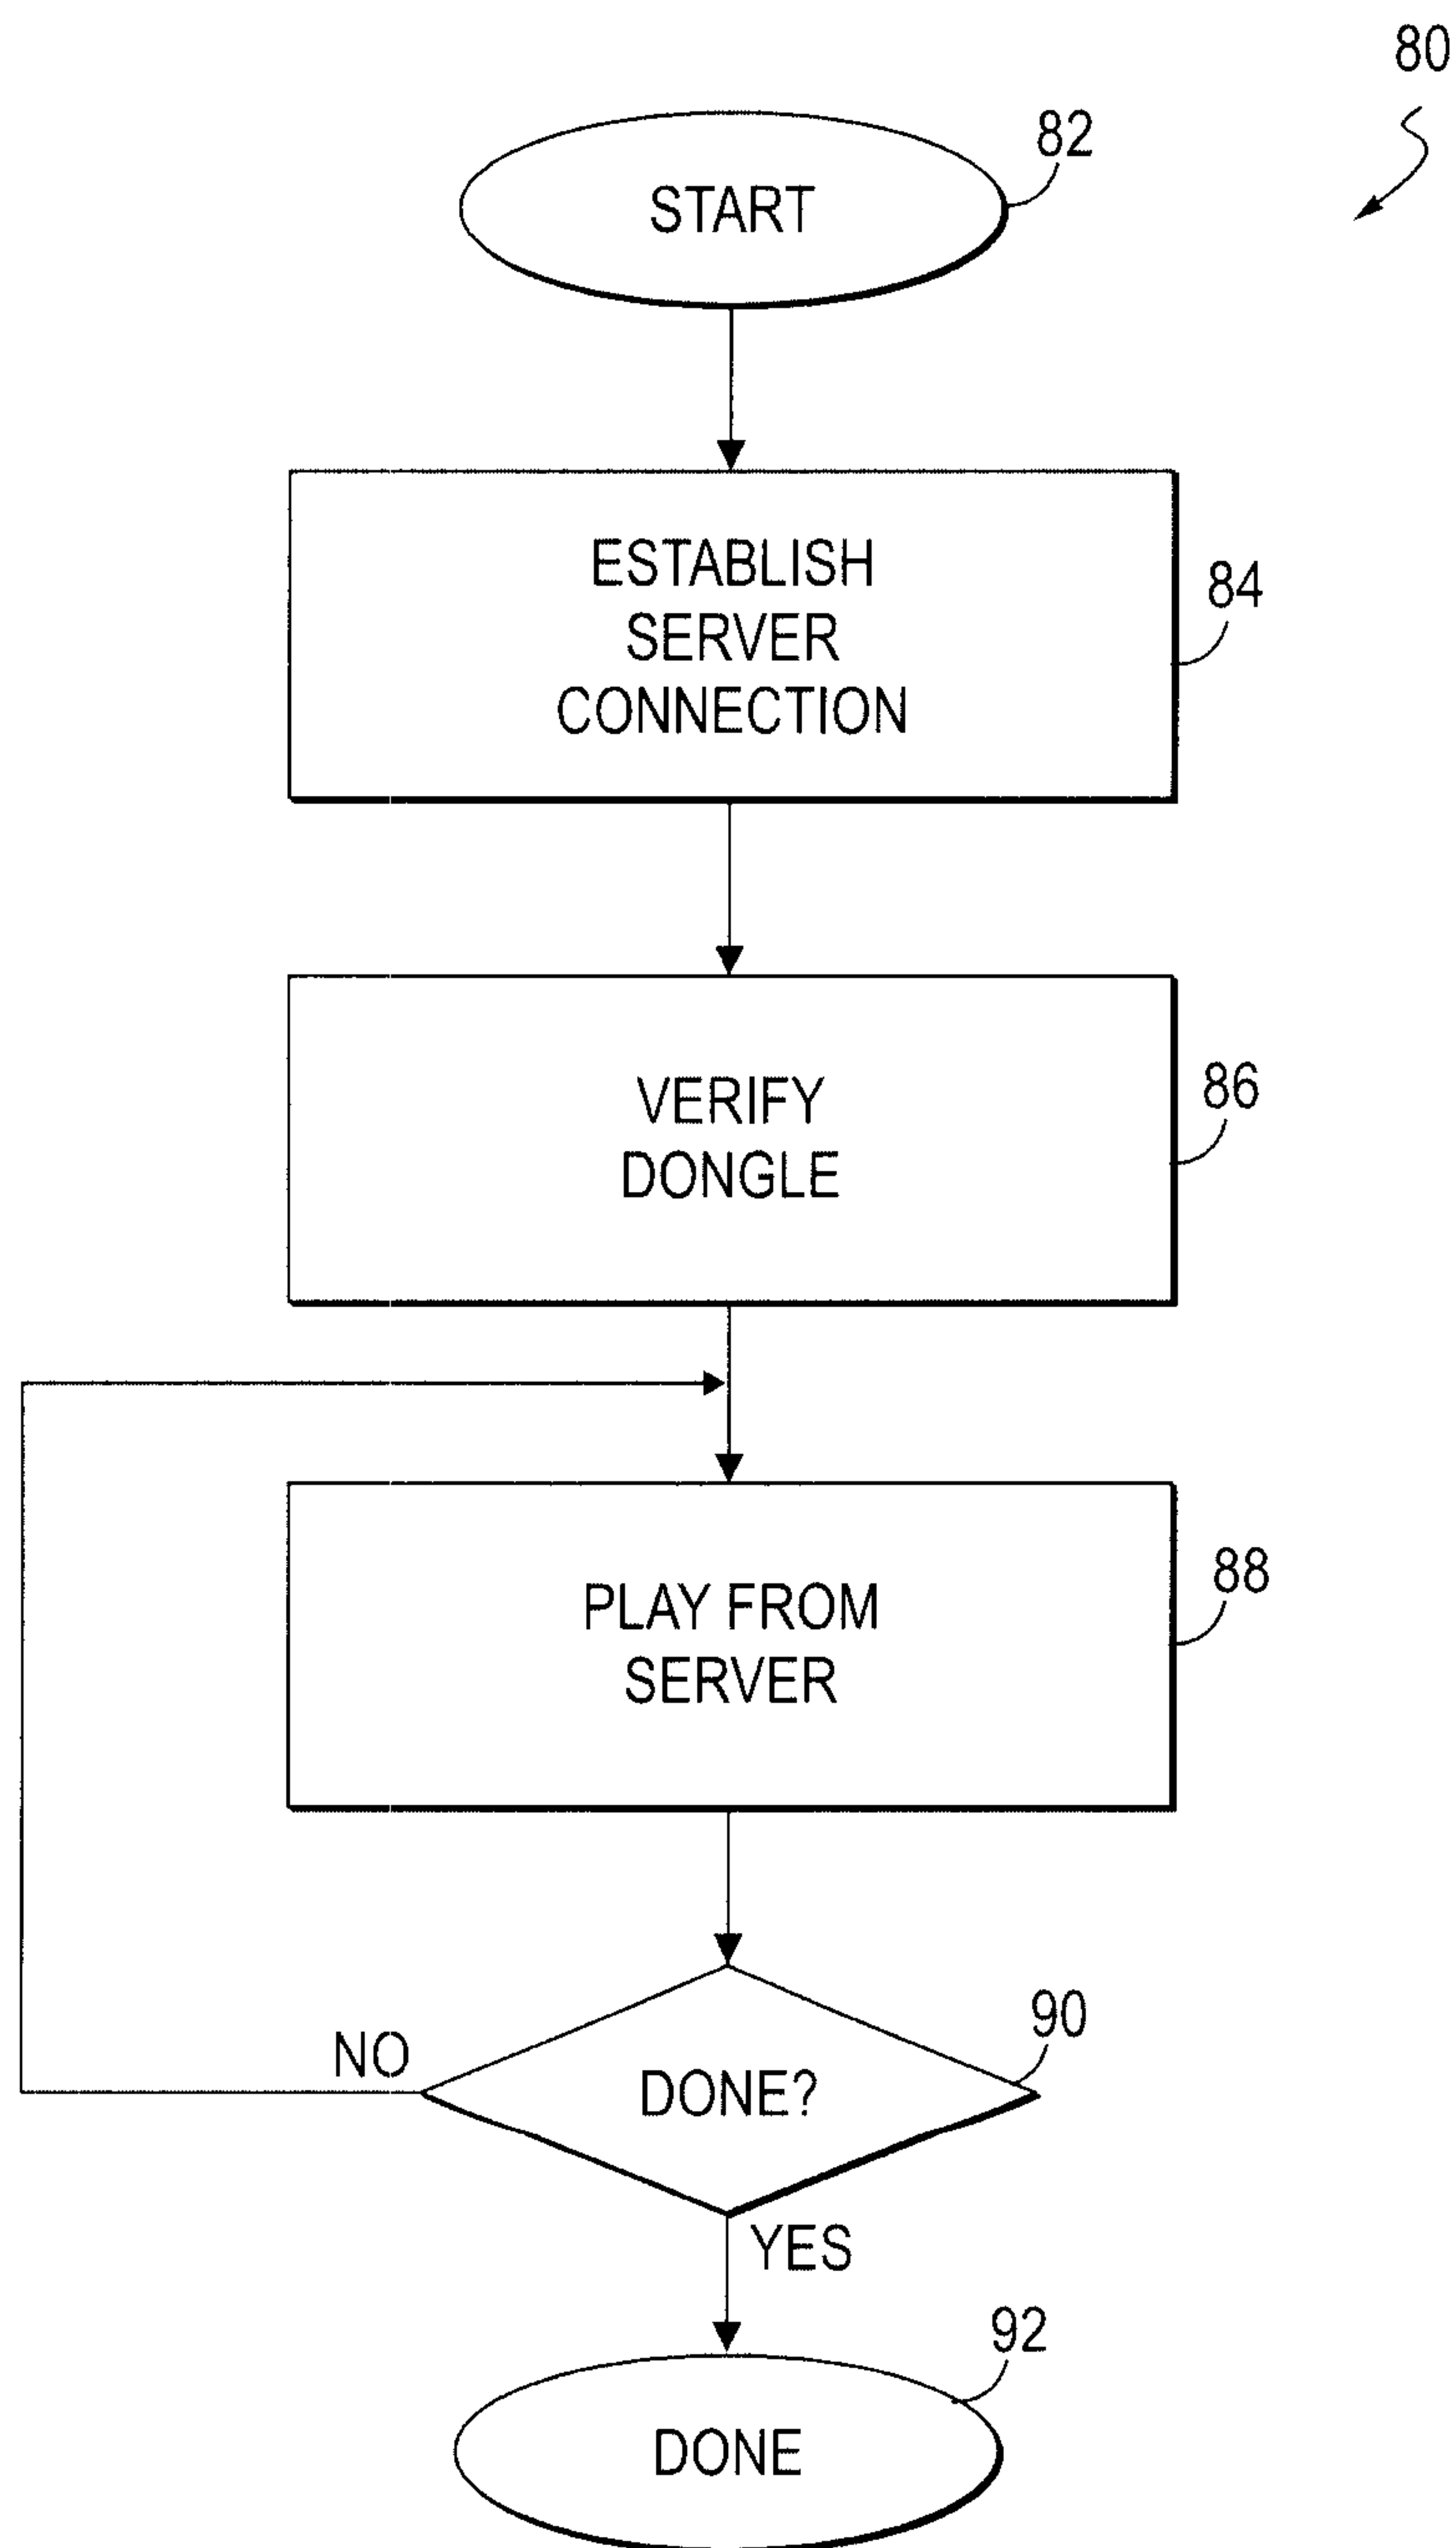 80
82
START
ESTABLISH
SERVER
CONNECTION
84
VERIFY
DONGLE
86
PLAY FROM
SERVER
88
90
NO
DONE?
YES
92
DONE